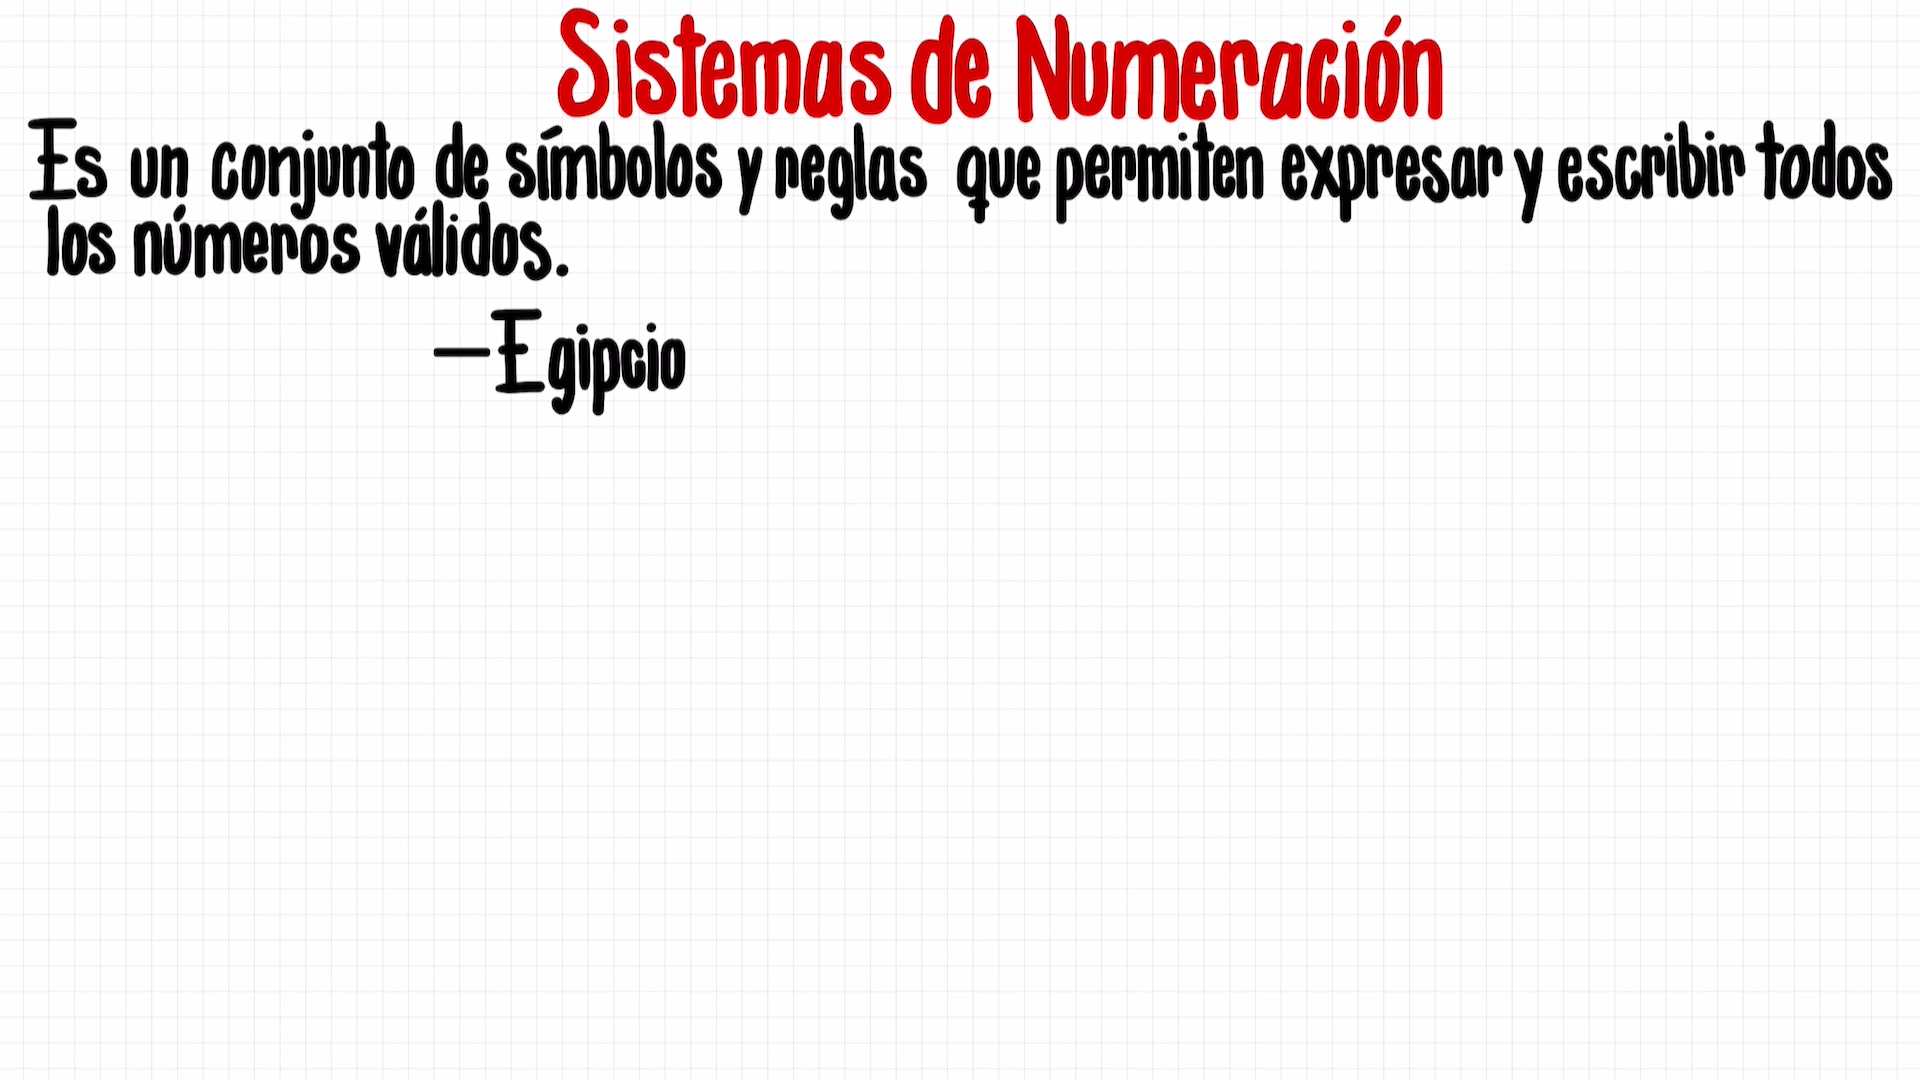 Sistemas de Numeración
Es un conjunto de símbolos y reglas que permiten expresar y escribir todos
los números válidos.
—Egipcio